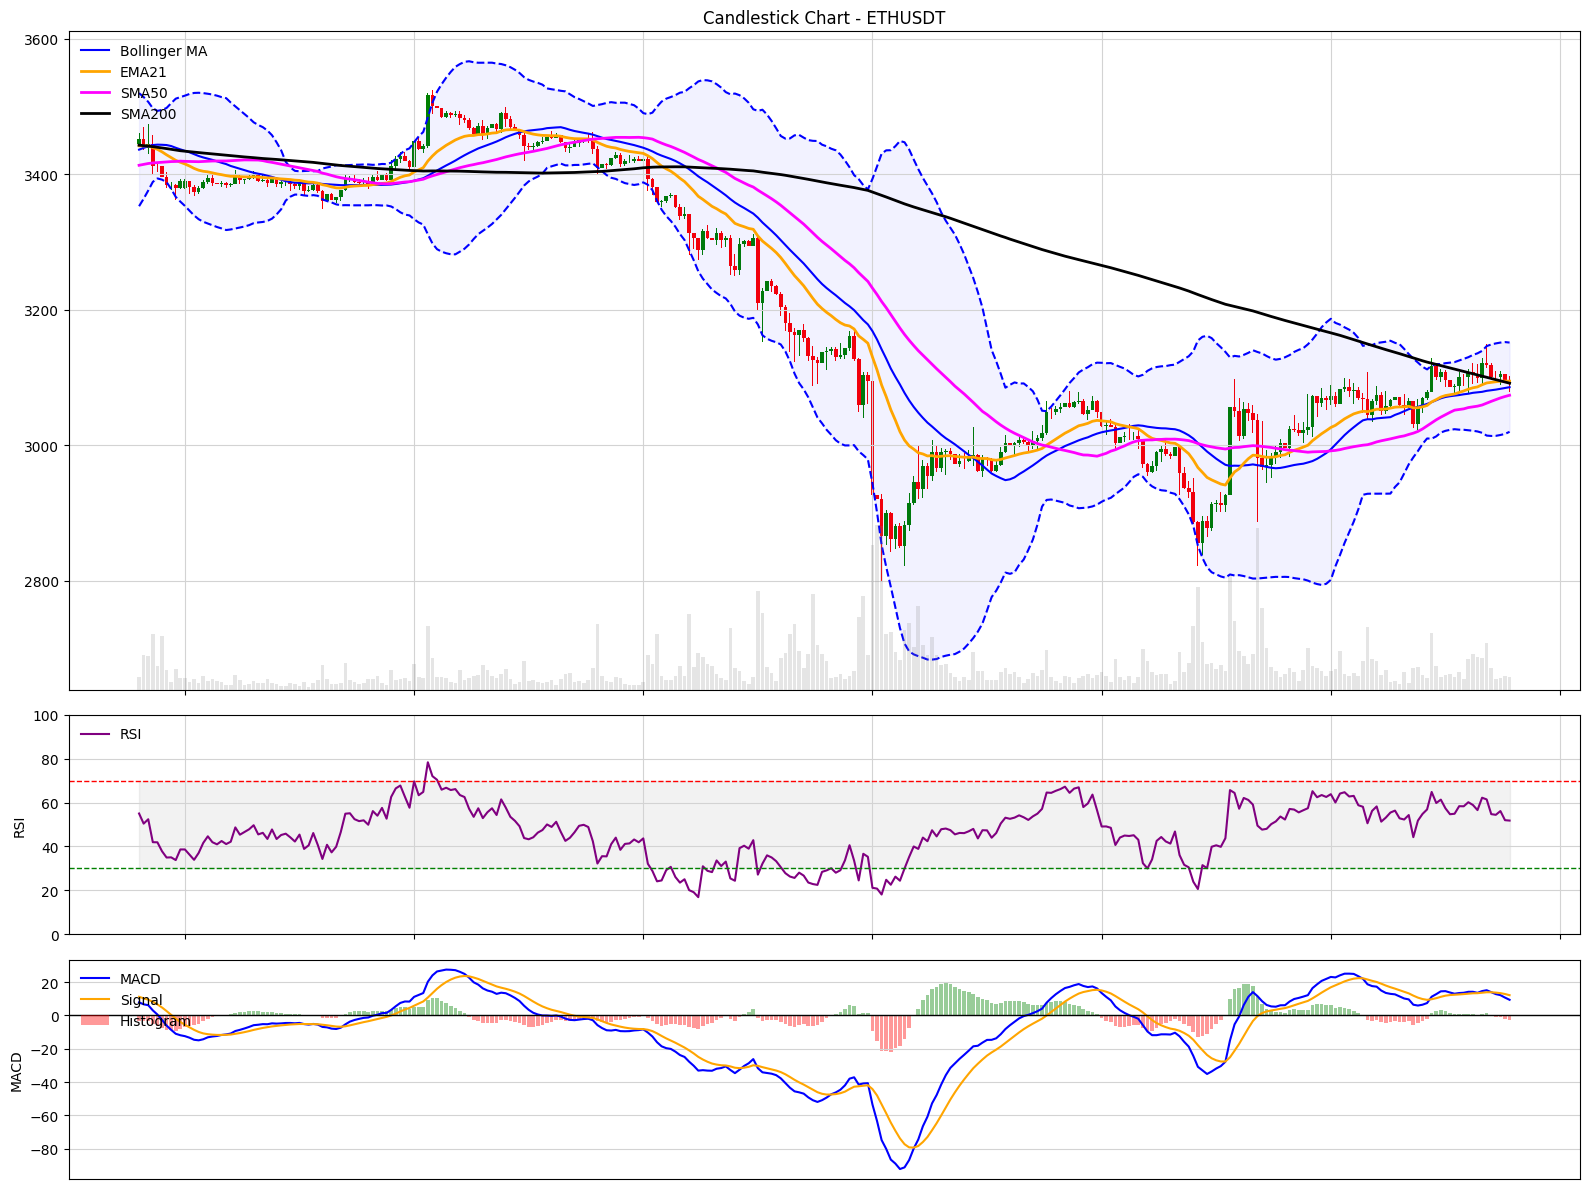 Candlestick Chart - ETHUSDT
3600
3400
3200
3000
2800
Bollinger MA
EMA21
SMA50
SMA200
100
80
60
40
20
0
RSI
RSI
20
0
−20
−40
−60
−80
MACD
MACD
Signal
Histogram